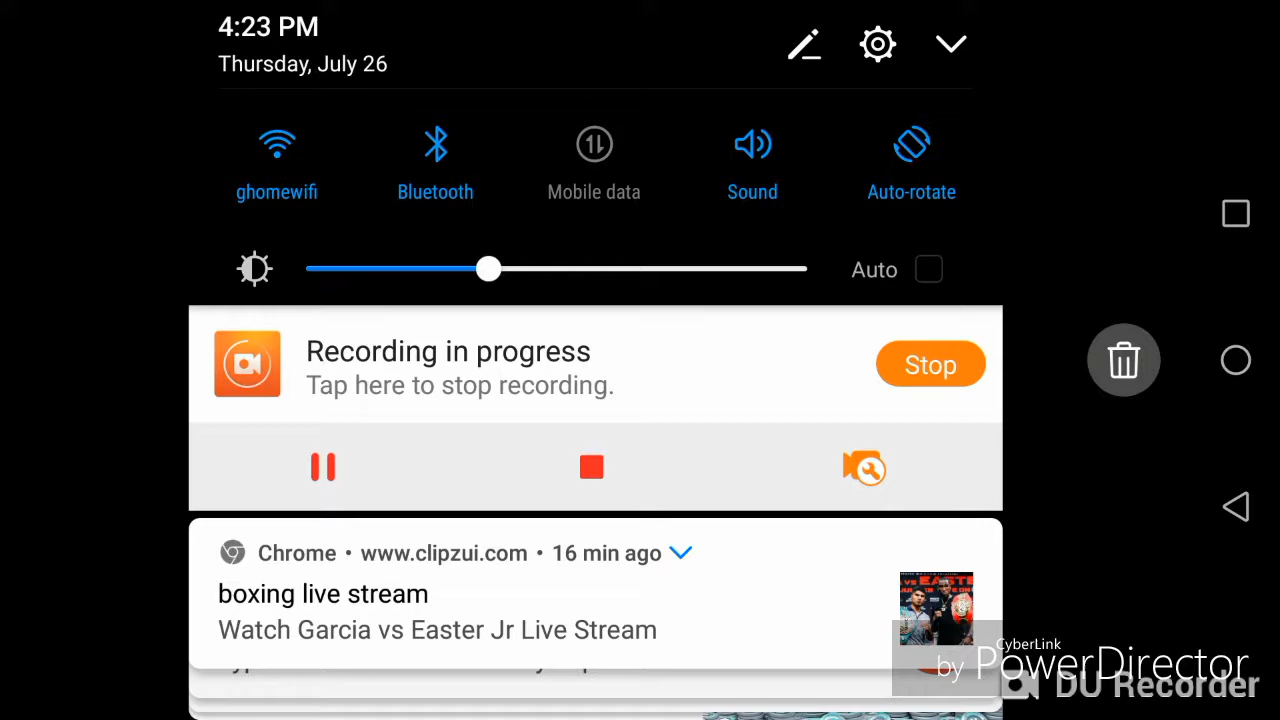 4:23 PM
Thursday, July 26
ghomewifi
Bluetooth
Mobile data
Sound
Auto-rotate
Auto
Recording in progress
Tap here to stop recording.
Stop
Chrome • www.clipzui.com • 16 min ago
boxing live stream
Watch Garcia vs Easter Jr Live Stream
CyberLink
by PowerDirector
DU Recorder